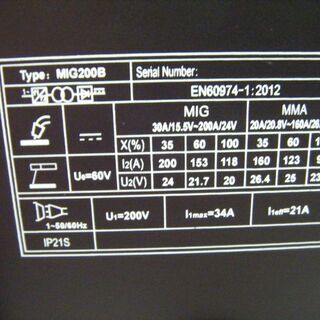 Type: MIG200B Serial Number:
1~ EN60974-1:2012
MIG MMA
30A/15.5V~200A/24V 20A/20.8V~160A/26.
X(%) 35 60 100 35 60
I2(A) 200 153 118 160 123
U0=60V U2(V) 24 21.7 20 26.4 25
1~50/60Hz U1=200V I1max=34A I1eff=21A
IP21S